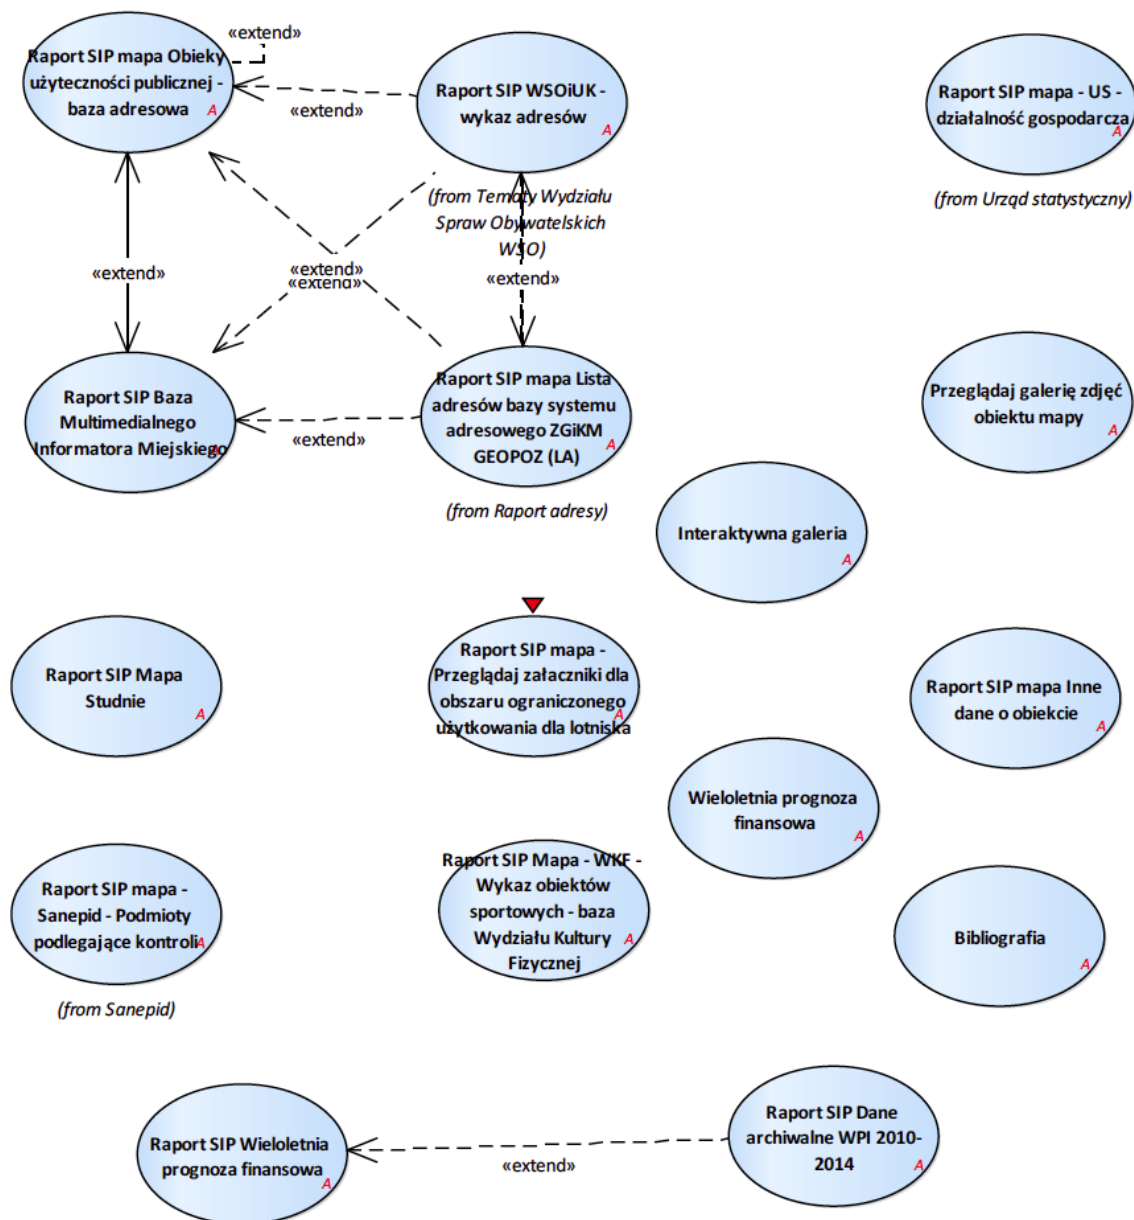 «extend»
Raport SIP mapa Obieky
użyteczności publicznej -
baza adresowa
A
«extend»
Raport SIP WSOiUK -
wykaz adresów
A
(from Tematy Wydziału
Spraw Obywatelskich
WSO)
Raport SIP mapa - US -
działalność gospodarcza
A
(from Urząd statystyczny)
«extend»
«extend»
«extend»
«extend»
Raport SIP Baza
Multimedialnego
Informatora Miejskiego
A
«extend»
Raport SIP mapa Lista
adresów bazy systemu
adresowego ZGiKM
GEOPOZ (LA)
A
(from Raport adresy)
Przeglądaj galerię zdjęć
obiektu mapy
A
Interaktywna galeria
A
Raport SIP Mapa
Studnie
A
Raport SIP mapa -
Przeglądaj załaczniki dla
obszaru ograniczonego
użytkowania dla lotniska
A
Raport SIP mapa Inne
dane o obiekcie
A
Wieloletnia prognoza
finansowa
A
Raport SIP mapa -
Sanepid - Podmioty
podlegające kontroli
A
(from Sanepid)
Raport SIP Mapa - WKF -
Wykaz obiektów
sportowych - baza
Wydziału Kultury
Fizycznej
A
Bibliografia
A
Raport SIP Wieloletnia
prognoza finansowa
A
«extend»
Raport SIP Dane
archiwalne WPI 2010-
2014
A